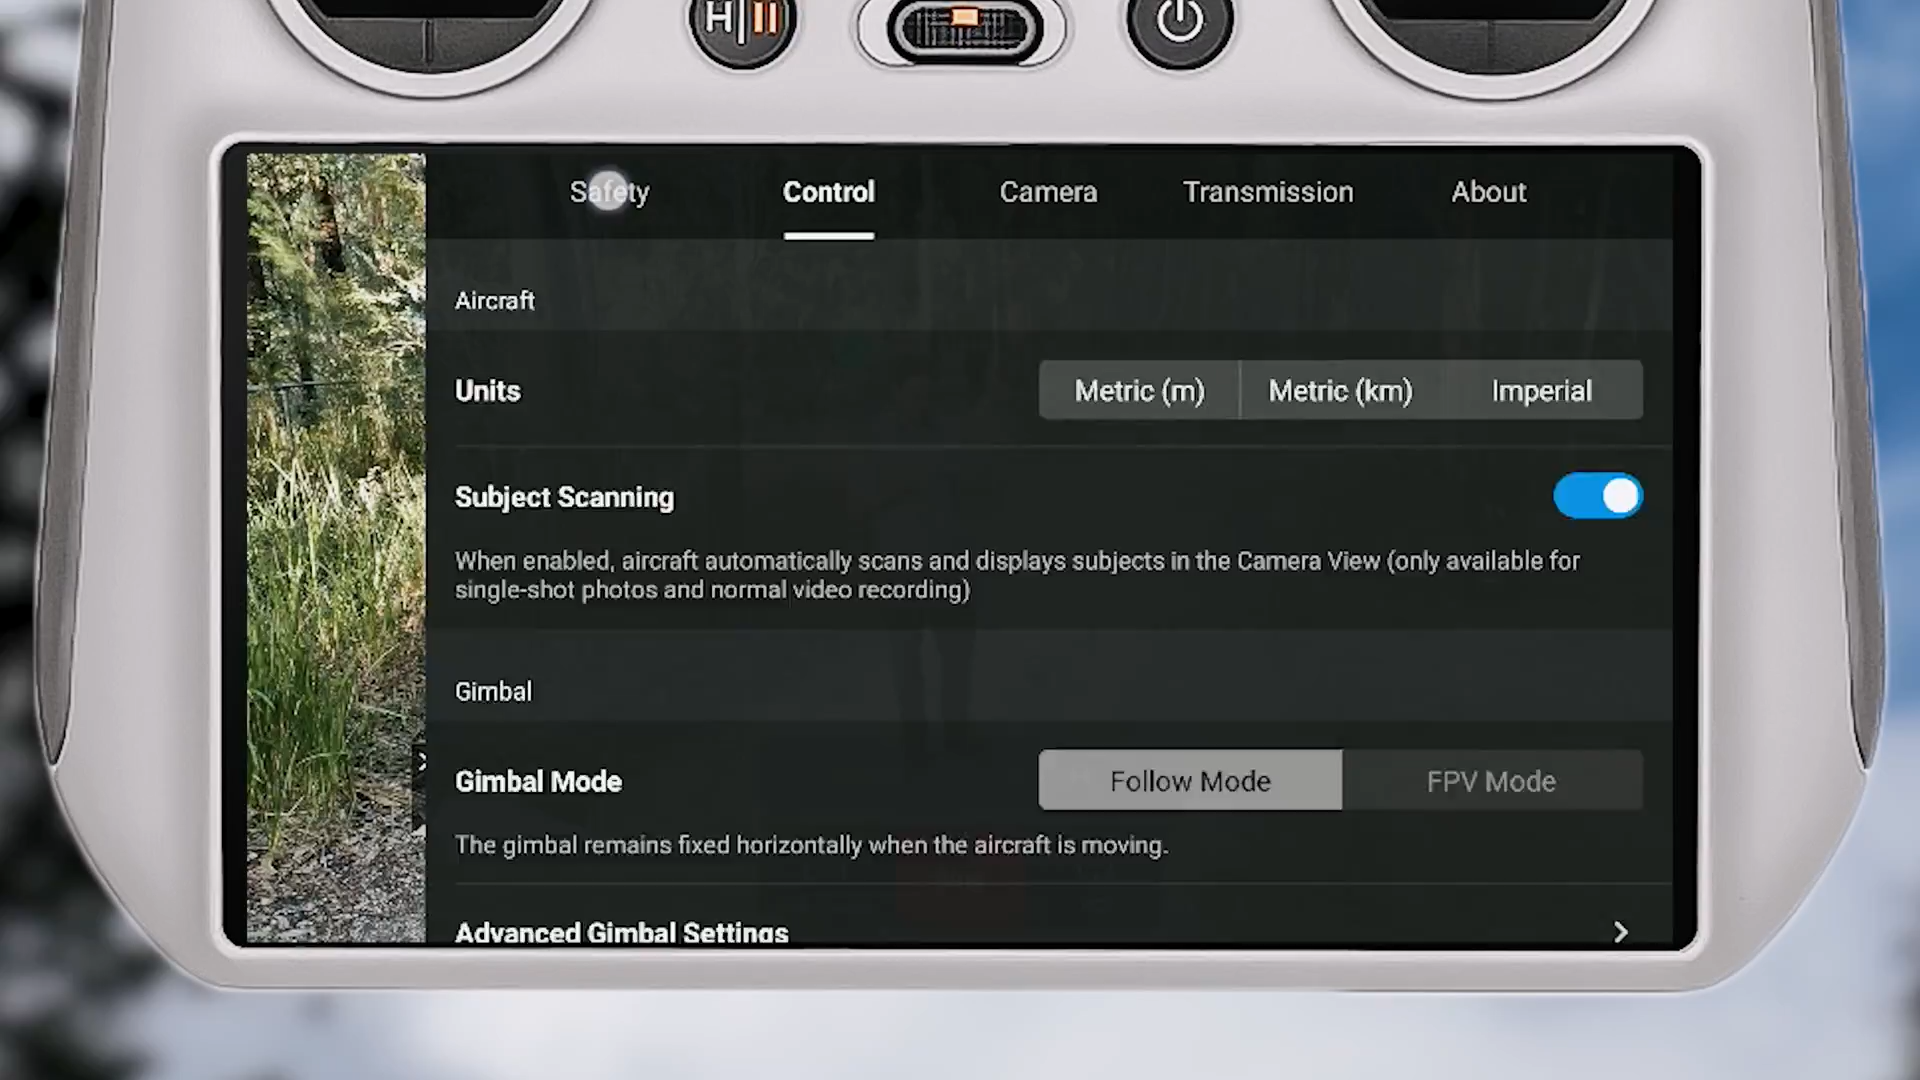 H
Safety Control Camera Transmission About
Aircraft
Units Metric (m) Metric (km) Imperial
Subject Scanning
When enabled, aircraft automatically scans and displays subjects in the Camera View (only available for
single-shot photos and normal video recording)
Gimbal
Gimbal Mode Follow Mode FPV Mode
The gimbal remains fixed horizontally when the aircraft is moving.
Advanced Gimbal Settings